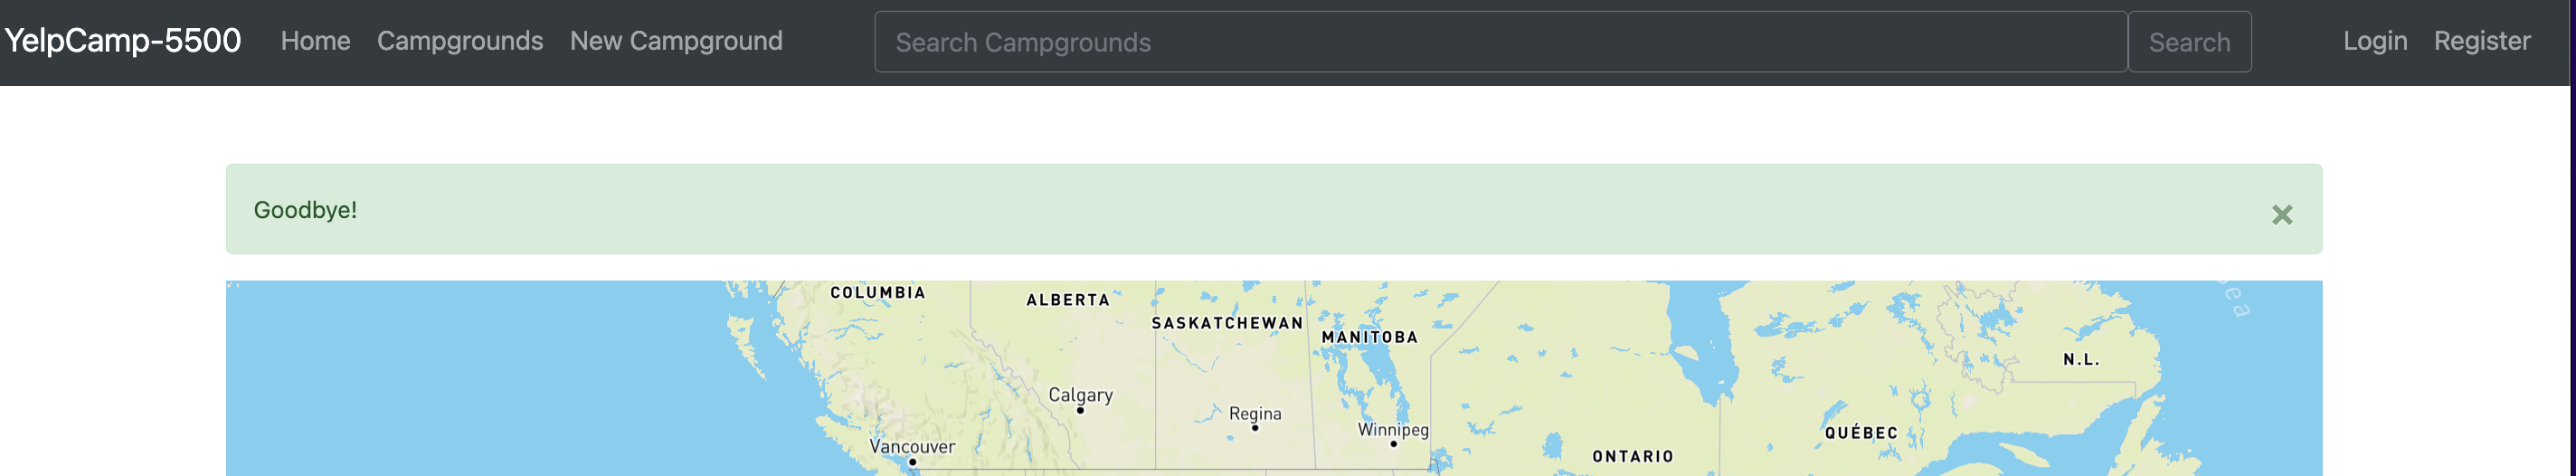 YelpCamp-5500 Home Campgrounds New Campground Search Campgrounds Search Login Register
Goodbye!
×
COLUMBIA
ALBERTA
SASKATCHEWAN
MANITOBA
N.L.
Calgary
Regina
Winnipeg
QUÉBEC
Vancouver
ONTARIO